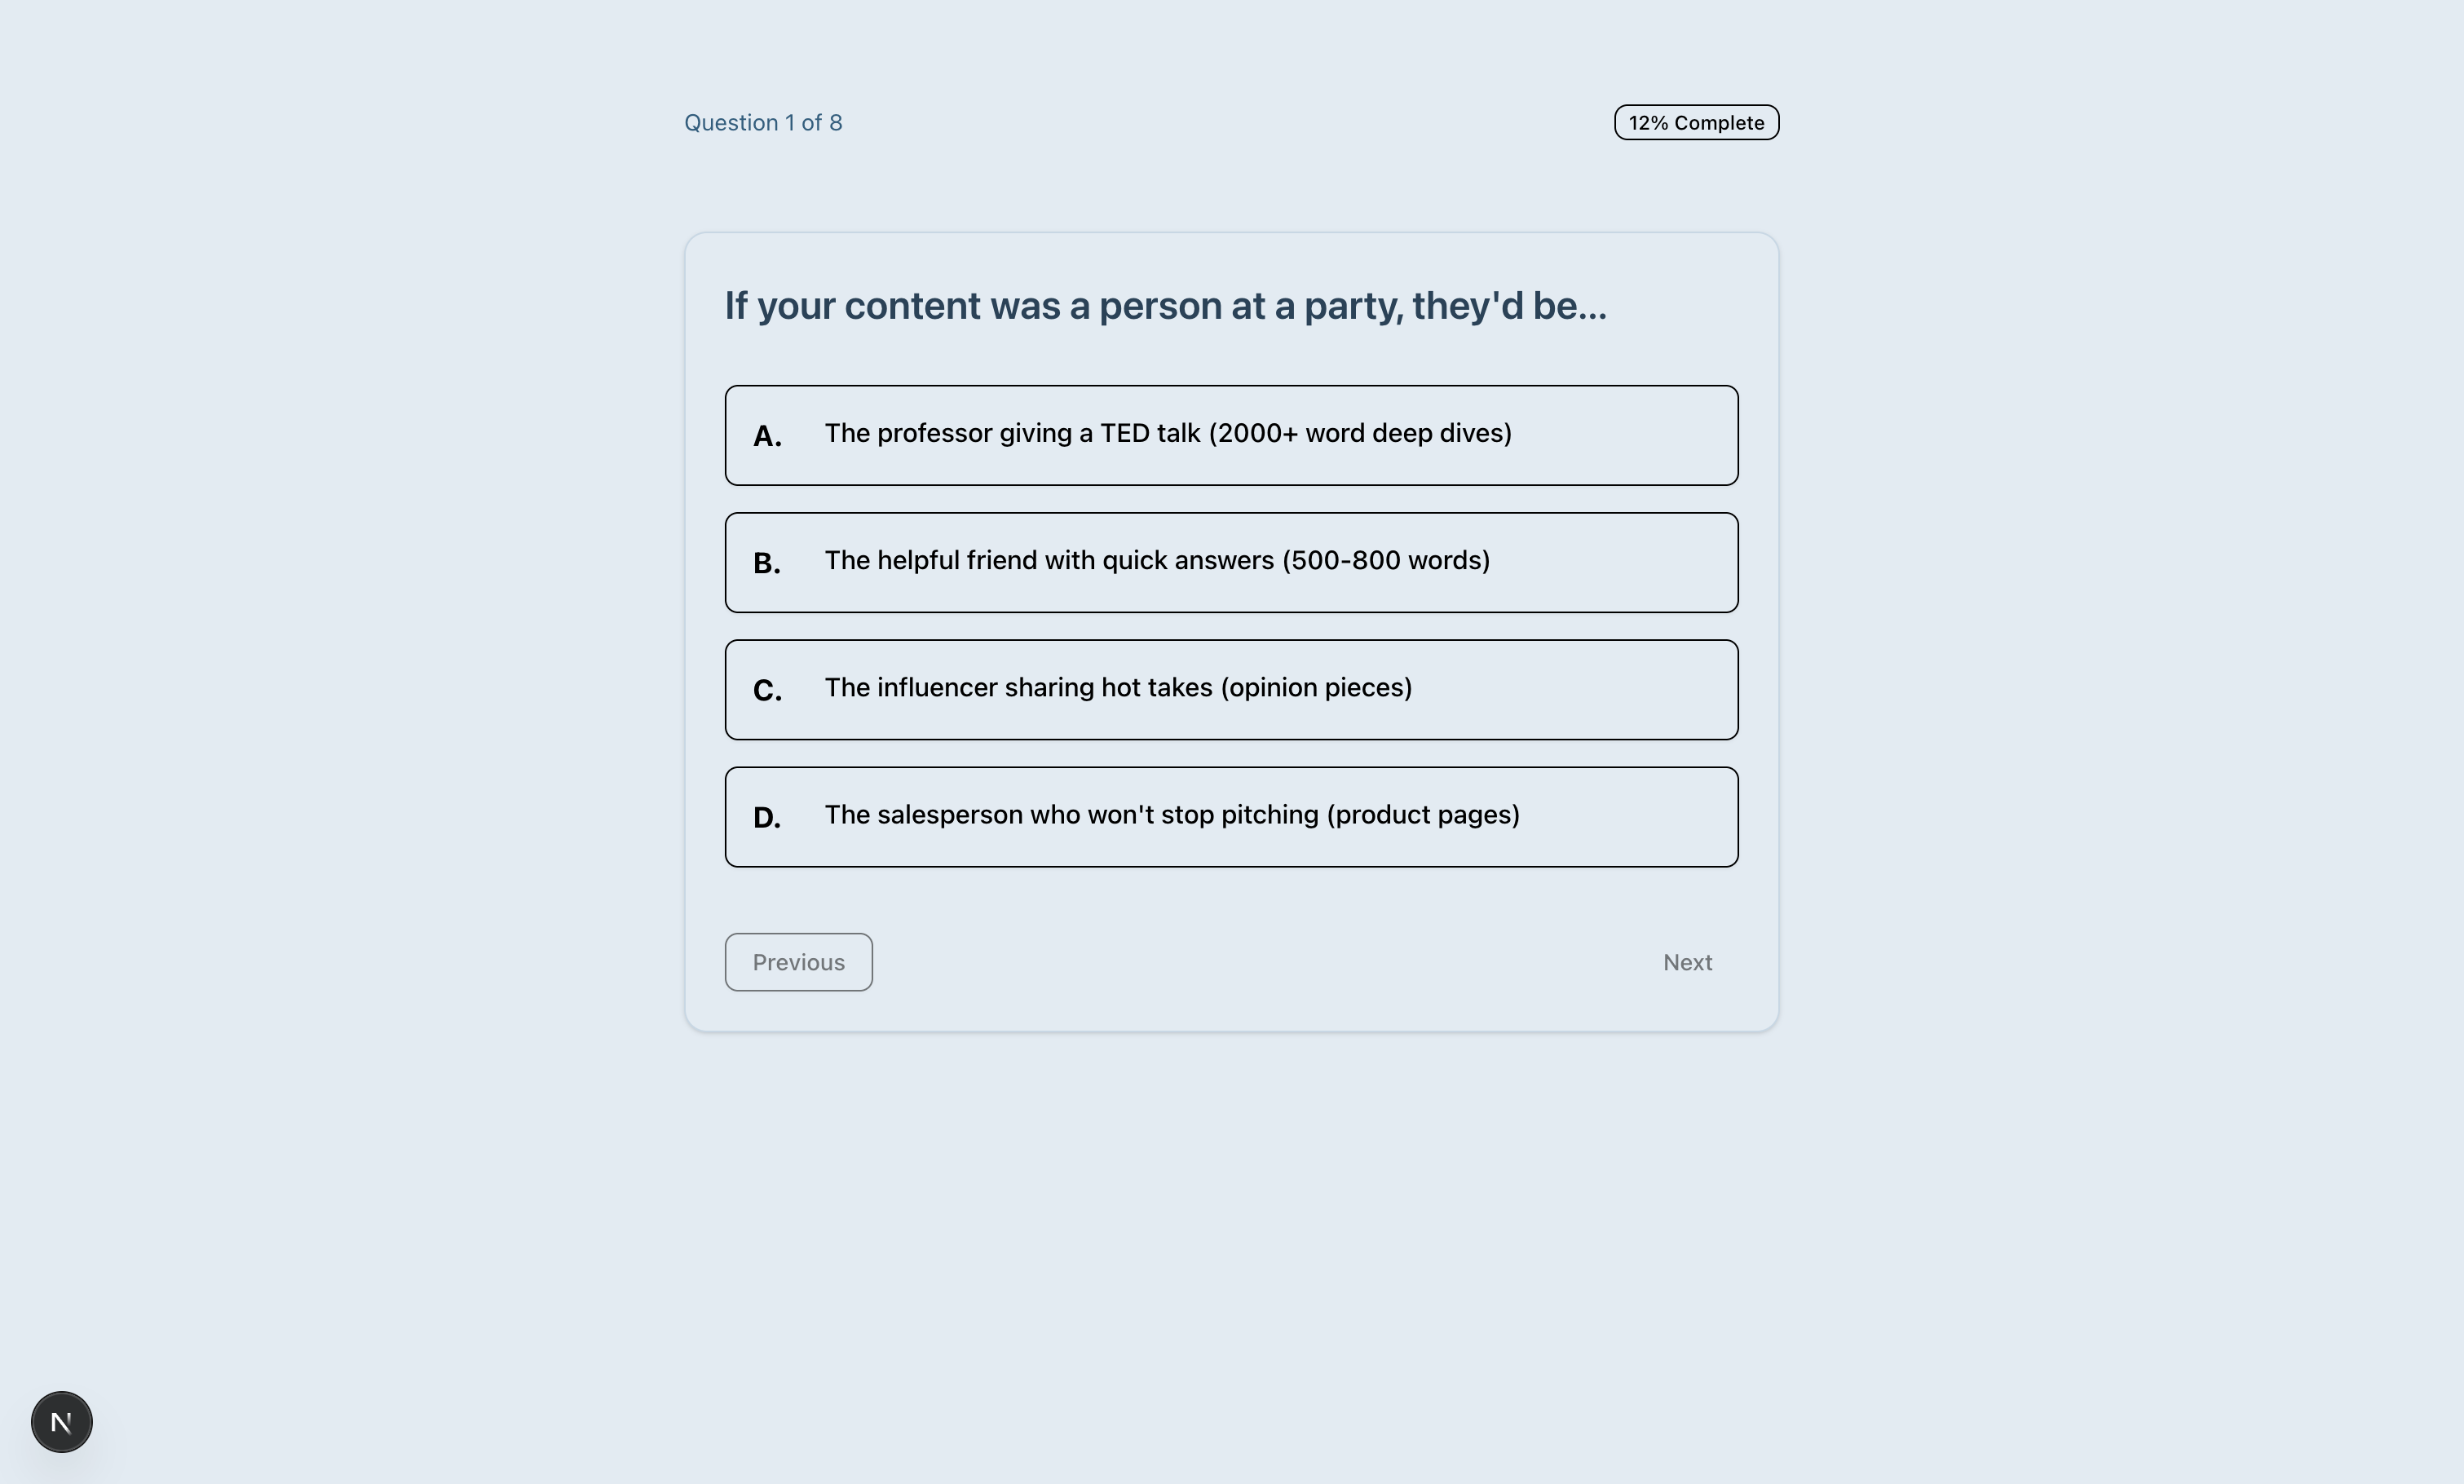 Question 1 of 8
12% Complete
If your content was a person at a party, they'd be...
A. The professor giving a TED talk (2000+ word deep dives)
B. The helpful friend with quick answers (500-800 words)
C. The influencer sharing hot takes (opinion pieces)
D. The salesperson who won't stop pitching (product pages)
Previous
Next
N